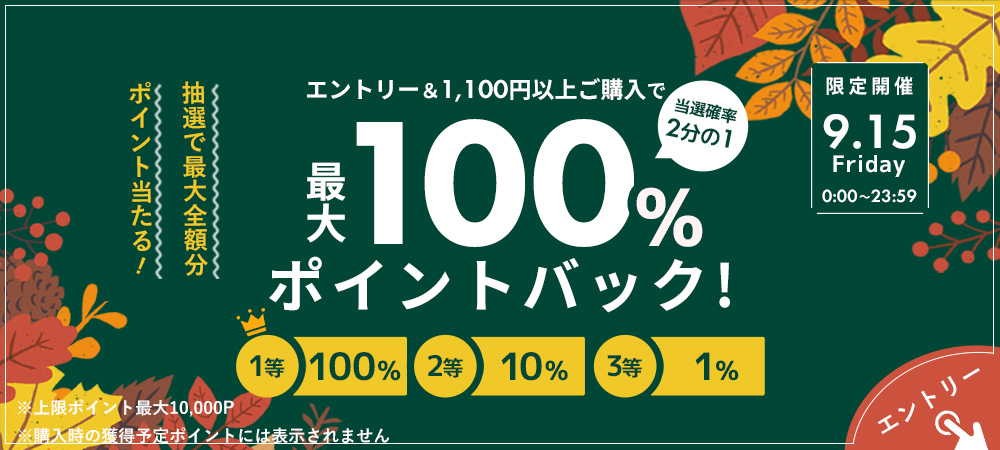 抽選で最大全額分
ポイント当たる!
エントリー&1,100円以上ご購入で
当選確率
2分の1
最大
100%
ポイントバック!
限定開催
9.15
Friday
0:00~23:59
1等 100%
2等 10%
3等 1%
※上限ポイント最大10,000P
※購入時の獲得予定ポイントには表示されません
エントリー